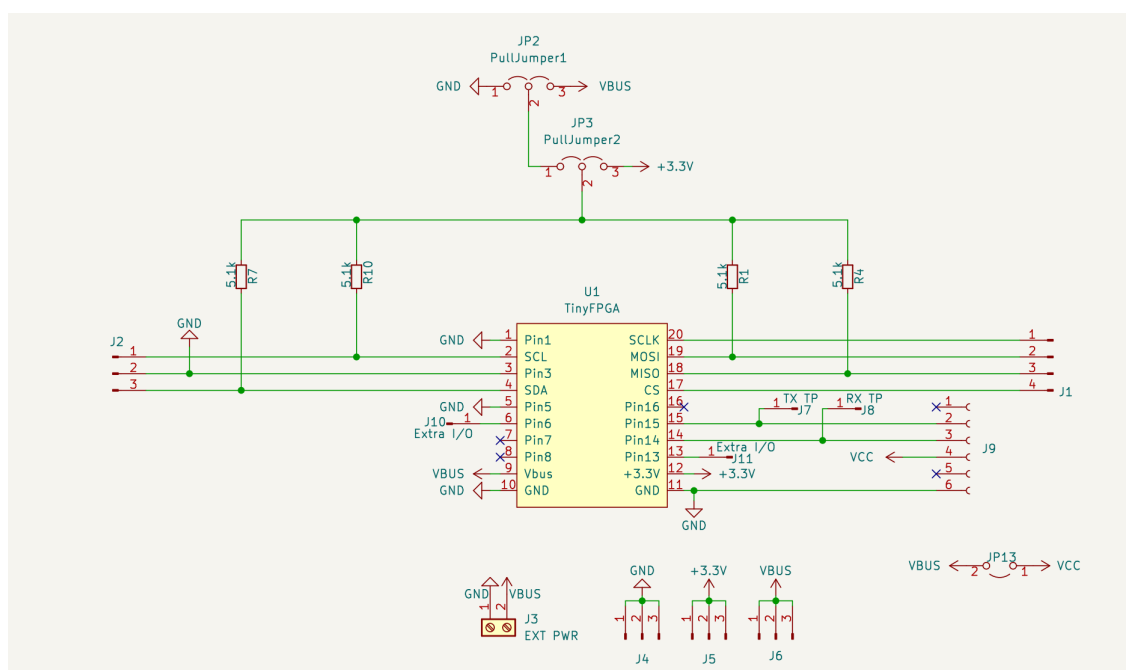 JP2
PullJumper1
GND 1 2 3 VBUS
JP3
PullJumper2
1 2 3 +3.3V
5.1k R7
5.1k R10
5.1k R1
5.1k R4
U1
TinyFPGA
GND
J2
1
2
3
GND 1 Pin1 SCLK 20 1
2 SCL MOSI 19 2
3 Pin3 MISO 18 3
4 SDA CS 17 4
J1
GND 5 Pin5 Pin16 16
1 TX TP
J7
1 RX TP
J8
1
J10 1 6 Pin6 Pin15 15 2
Extra I/O
7 Pin7 Pin14 14 3
Extra I/O
8 Pin8 Pin13 13 1 J11
VCC 4
J9
VBUS 9 Vbus +3.3V 12 +3.3V 5
GND 10 GND GND 11 6
GND
VBUS 2 JP13 1 VCC
GND VBUS
1 2
J3
EXT PWR
GND
1 2 3
J4
+3.3V
1 2 3
J5
VBUS
1 2 3
J6